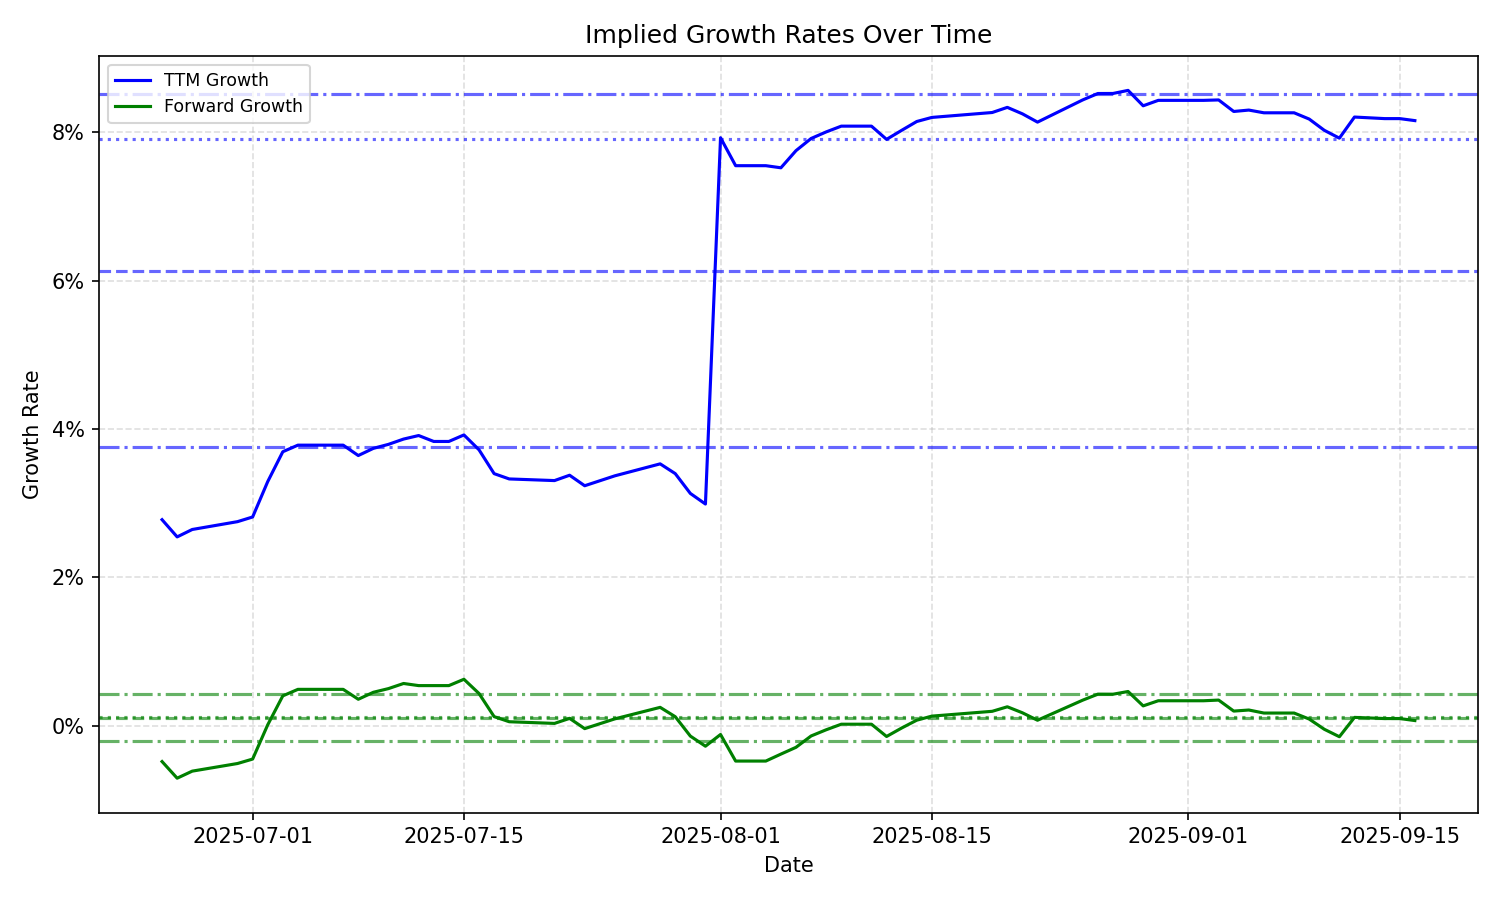 Implied Growth Rates Over Time
TTM Growth
Forward Growth
8%
6%
4%
2%
0%
Growth Rate
2025-07-01
2025-07-15
2025-08-01
2025-08-15
2025-09-01
2025-09-15
Date